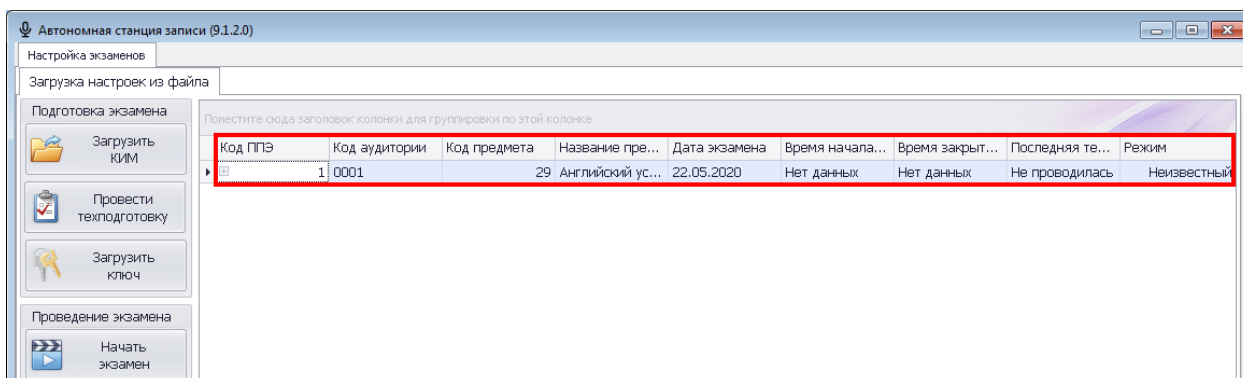 Автономная станция записи (9.1.2.0)
Настройка экзаменов
Загрузка настроек из файла
Подготовка экзамена
Поместите сюда заголовок колонки для группировки по этой колонке
Загрузить КИМ
Код ППЭ Код аудитории Код предмета Название пре... Дата экзамена Время начала... Время закрыт... Последняя те... Режим
1 0001 29 Английский ус... 22.05.2020 Нет данных Нет данных Не проводилась Неизвестный
Провести
техподготовку
Загрузить
ключ
Проведение экзамена
Начать
экзамен